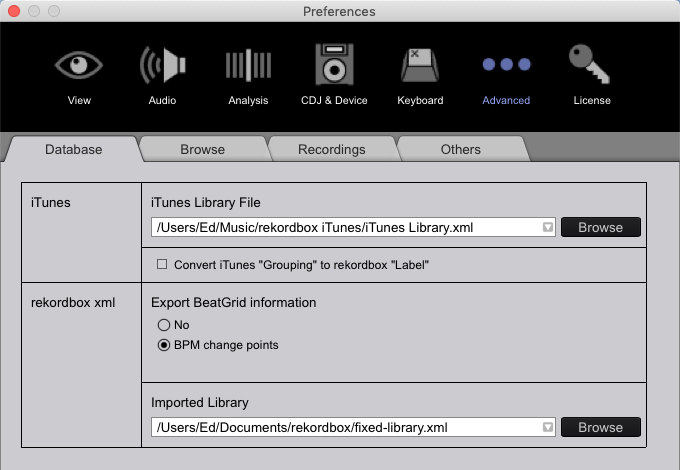 Preferences
View
Audio
Analysis
CDJ & Device
Keyboard
Advanced
License
Database
Browse
Recordings
Others
iTunes
iTunes Library File
/Users/Ed/Music/rekordbox iTunes/iTunes Library.xml
Browse
Convert iTunes "Grouping" to rekordbox "Label"
rekordbox xml
Export BeatGrid information
No
BPM change points
Imported Library
/Users/Ed/Documents/rekordbox/fixed-library.xml
Browse